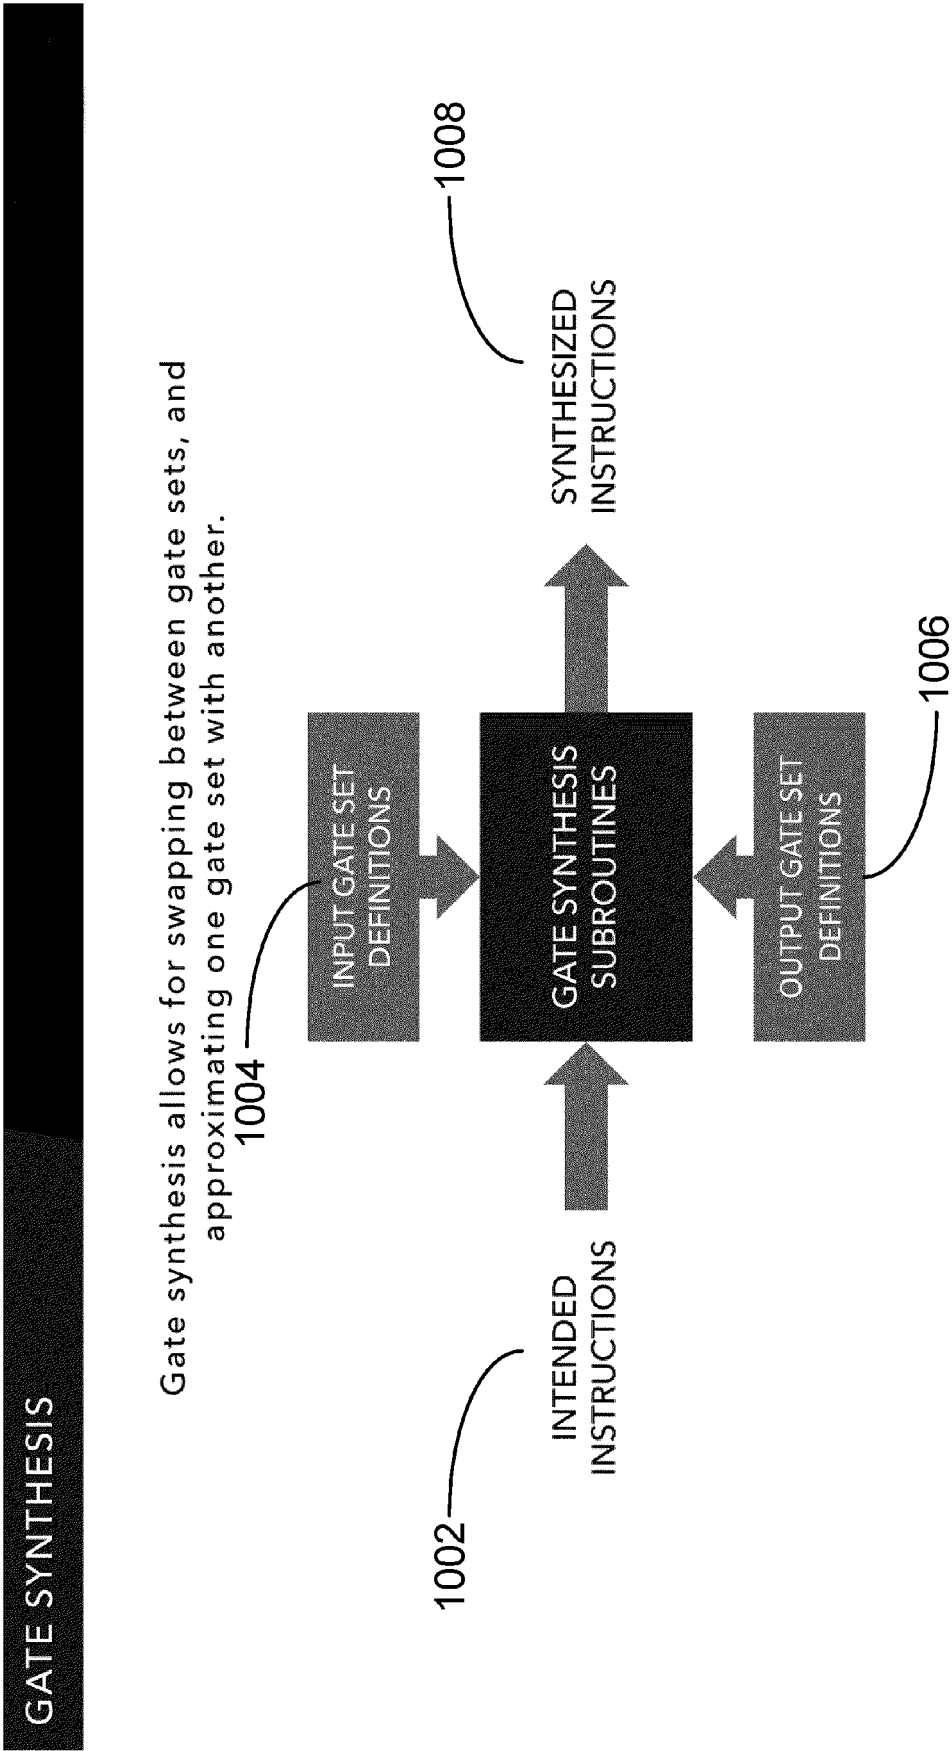 GATE SYNTHESIS
Gate synthesis allows for swapping between gate sets, and
approximating one gate set with another.
1004
INPUT GATE SET
DEFINITIONS
1002
INTENDED
INSTRUCTIONS
GATE SYNTHESIS
SUBROUTINES
1008
SYNTHESIZED
INSTRUCTIONS
OUTPUT GATE SET
DEFINITIONS
1006